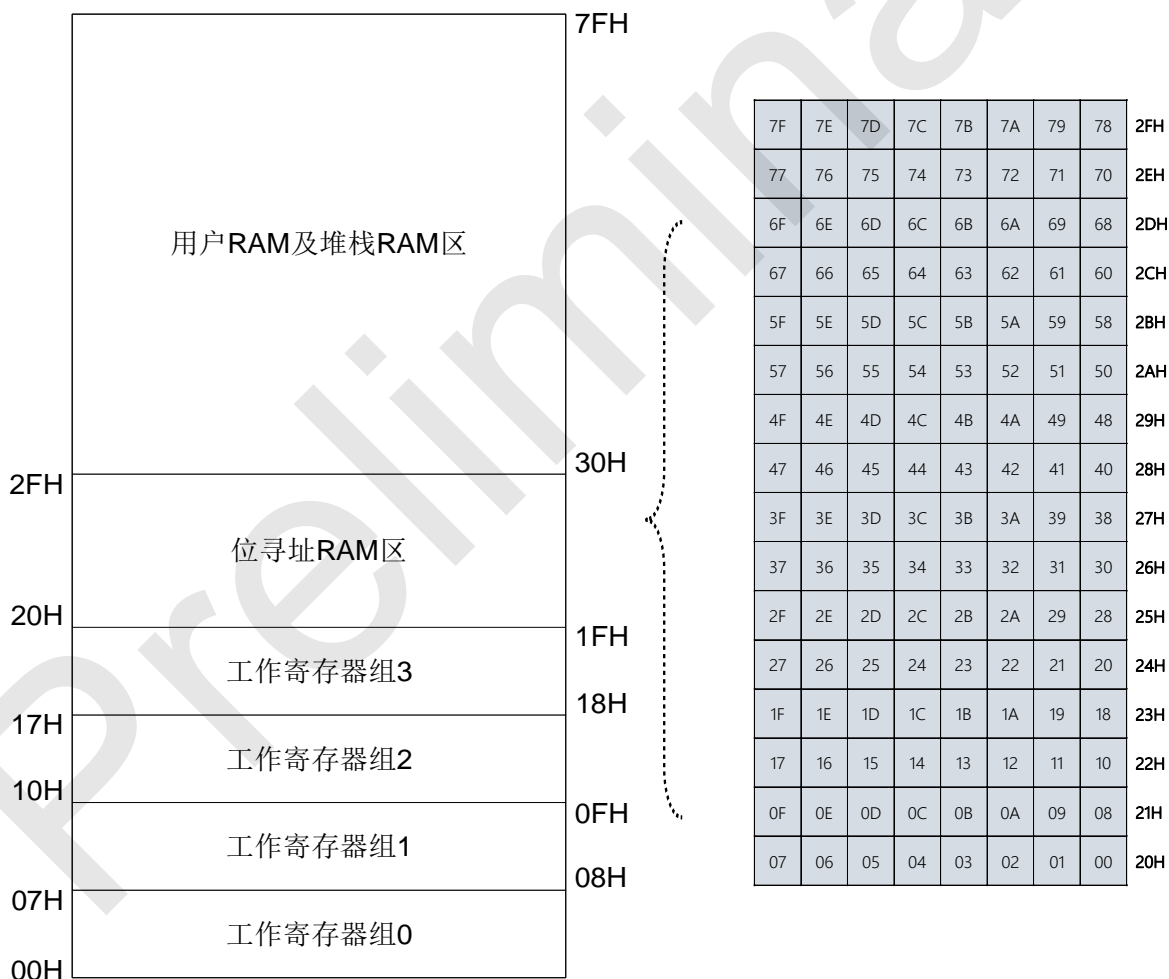 7FH
用户RAM及堆栈RAM区
30H
2FH
位寻址RAM区
20H
1FH
工作寄存器组3
18H
17H
工作寄存器组2
10H
0FH
工作寄存器组1
08H
07H
工作寄存器组0
00H
7F 7E 7D 7C 7B 7A 79 78 2FH
77 76 75 74 73 72 71 70 2EH
6F 6E 6D 6C 6B 6A 69 68 2DH
67 66 65 64 63 62 61 60 2CH
5F 5E 5D 5C 5B 5A 59 58 2BH
57 56 55 54 53 52 51 50 2AH
4F 4E 4D 4C 4B 4A 49 48 29H
47 46 45 44 43 42 41 40 28H
3F 3E 3D 3C 3B 3A 39 38 27H
37 36 35 34 33 32 31 30 26H
2F 2E 2D 2C 2B 2A 29 28 25H
27 26 25 24 23 22 21 20 24H
1F 1E 1D 1C 1B 1A 19 18 23H
17 16 15 14 13 12 11 10 22H
0F 0E 0D 0C 0B 0A 09 08 21H
07 06 05 04 03 02 01 00 20H
Prelimina